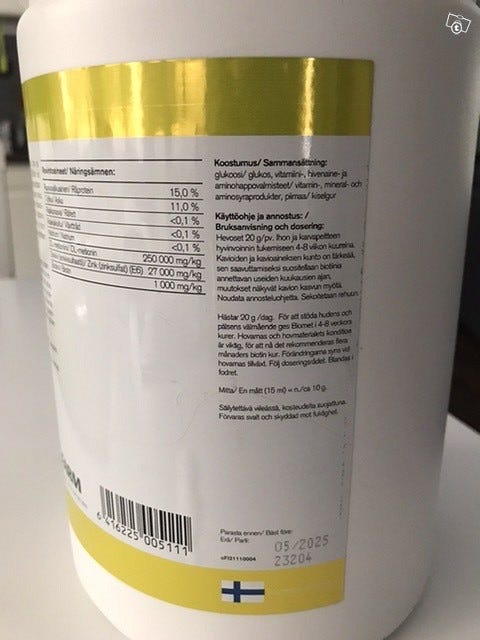 Ravintoaineet/ Näringsämnen:
15,0 %
11,0 %
<0,1 %
<0,1 %
<0,1 %
DL-metionin 250 000 mg/kg
Zink (zinksulfat) (E6) 27 000 mg/kg
1 000 mg/kg
Koostumus/ Sammansättning:
glukoosi/ glukos, vitamiini-, hivenaine- ja
aminohappovalmisteet/ vitamin-, mineral- och
aminosyraprodukter, piimaa/ kiselgur
Käyttöohje ja annostus: /
Bruksanvisning och dosering:
Hevoset 20 g/pv. Ihon ja karvapeitteen
hyvinvoinnin tukemiseen 4-8 viikon kuureina.
Kavioiden ja kavioaineksen kunto on tärkeää,
sen saavuttamiseksi suositellaan biotiinia
annettavan useiden kuukausien ajan,
muutokset näkyvät kavion kasvun myötä.
Noudata annosteluohjetta. Sekoitetaan rehuun.
Hästar 20 g /dag. För att stöda hudens och
pälsens välmående ges Biomet i 4-8 veckors
kurer. Hovarnas och hovmaterialets kondition
är viktig, för att nå det rekommenderas flera
månaders biotin kur. Förändringarna syns vid
hovarnas tillväxt. Följ doseringsrådet. Blandas i
fodret.
Mitta/ En mått (15 ml) = n./ca 10 g.
Säilytettävä viileässä, kosteudelta suojattuna.
Förvaras svalt och skyddad mot fuktighet.
6 416225 005111
Parasta ennen/ Bäst före:
Erä/ Parti:
05/2025
23204
αFI21110004